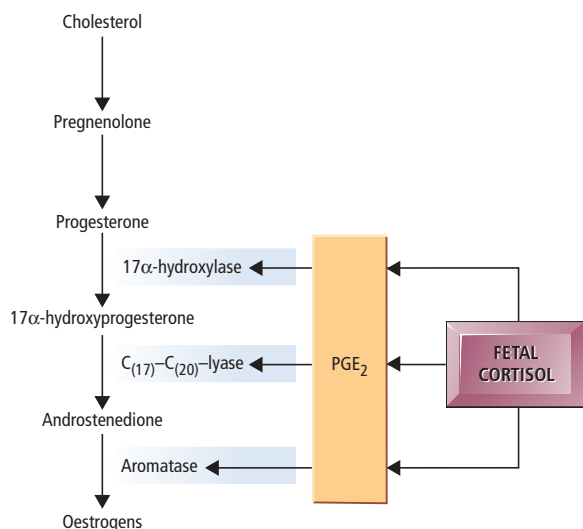 Cholesterol
Pregnenolone
Progesterone
17α-hydroxylase
17α-hydroxyprogesterone
C(17)–C(20)–lyase
PGE2
FETAL
CORTISOL
Androstenedione
Aromatase
Oestrogens